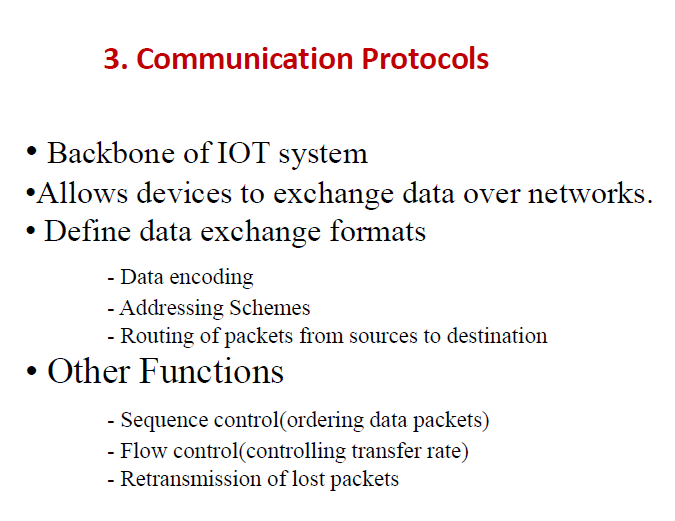 3. Communication Protocols
• Backbone of IOT system
•Allows devices to exchange data over networks.
• Define data exchange formats
- Data encoding
- Addressing Schemes
- Routing of packets from sources to destination
• Other Functions
- Sequence control(ordering data packets)
- Flow control(controlling transfer rate)
- Retransmission of lost packets